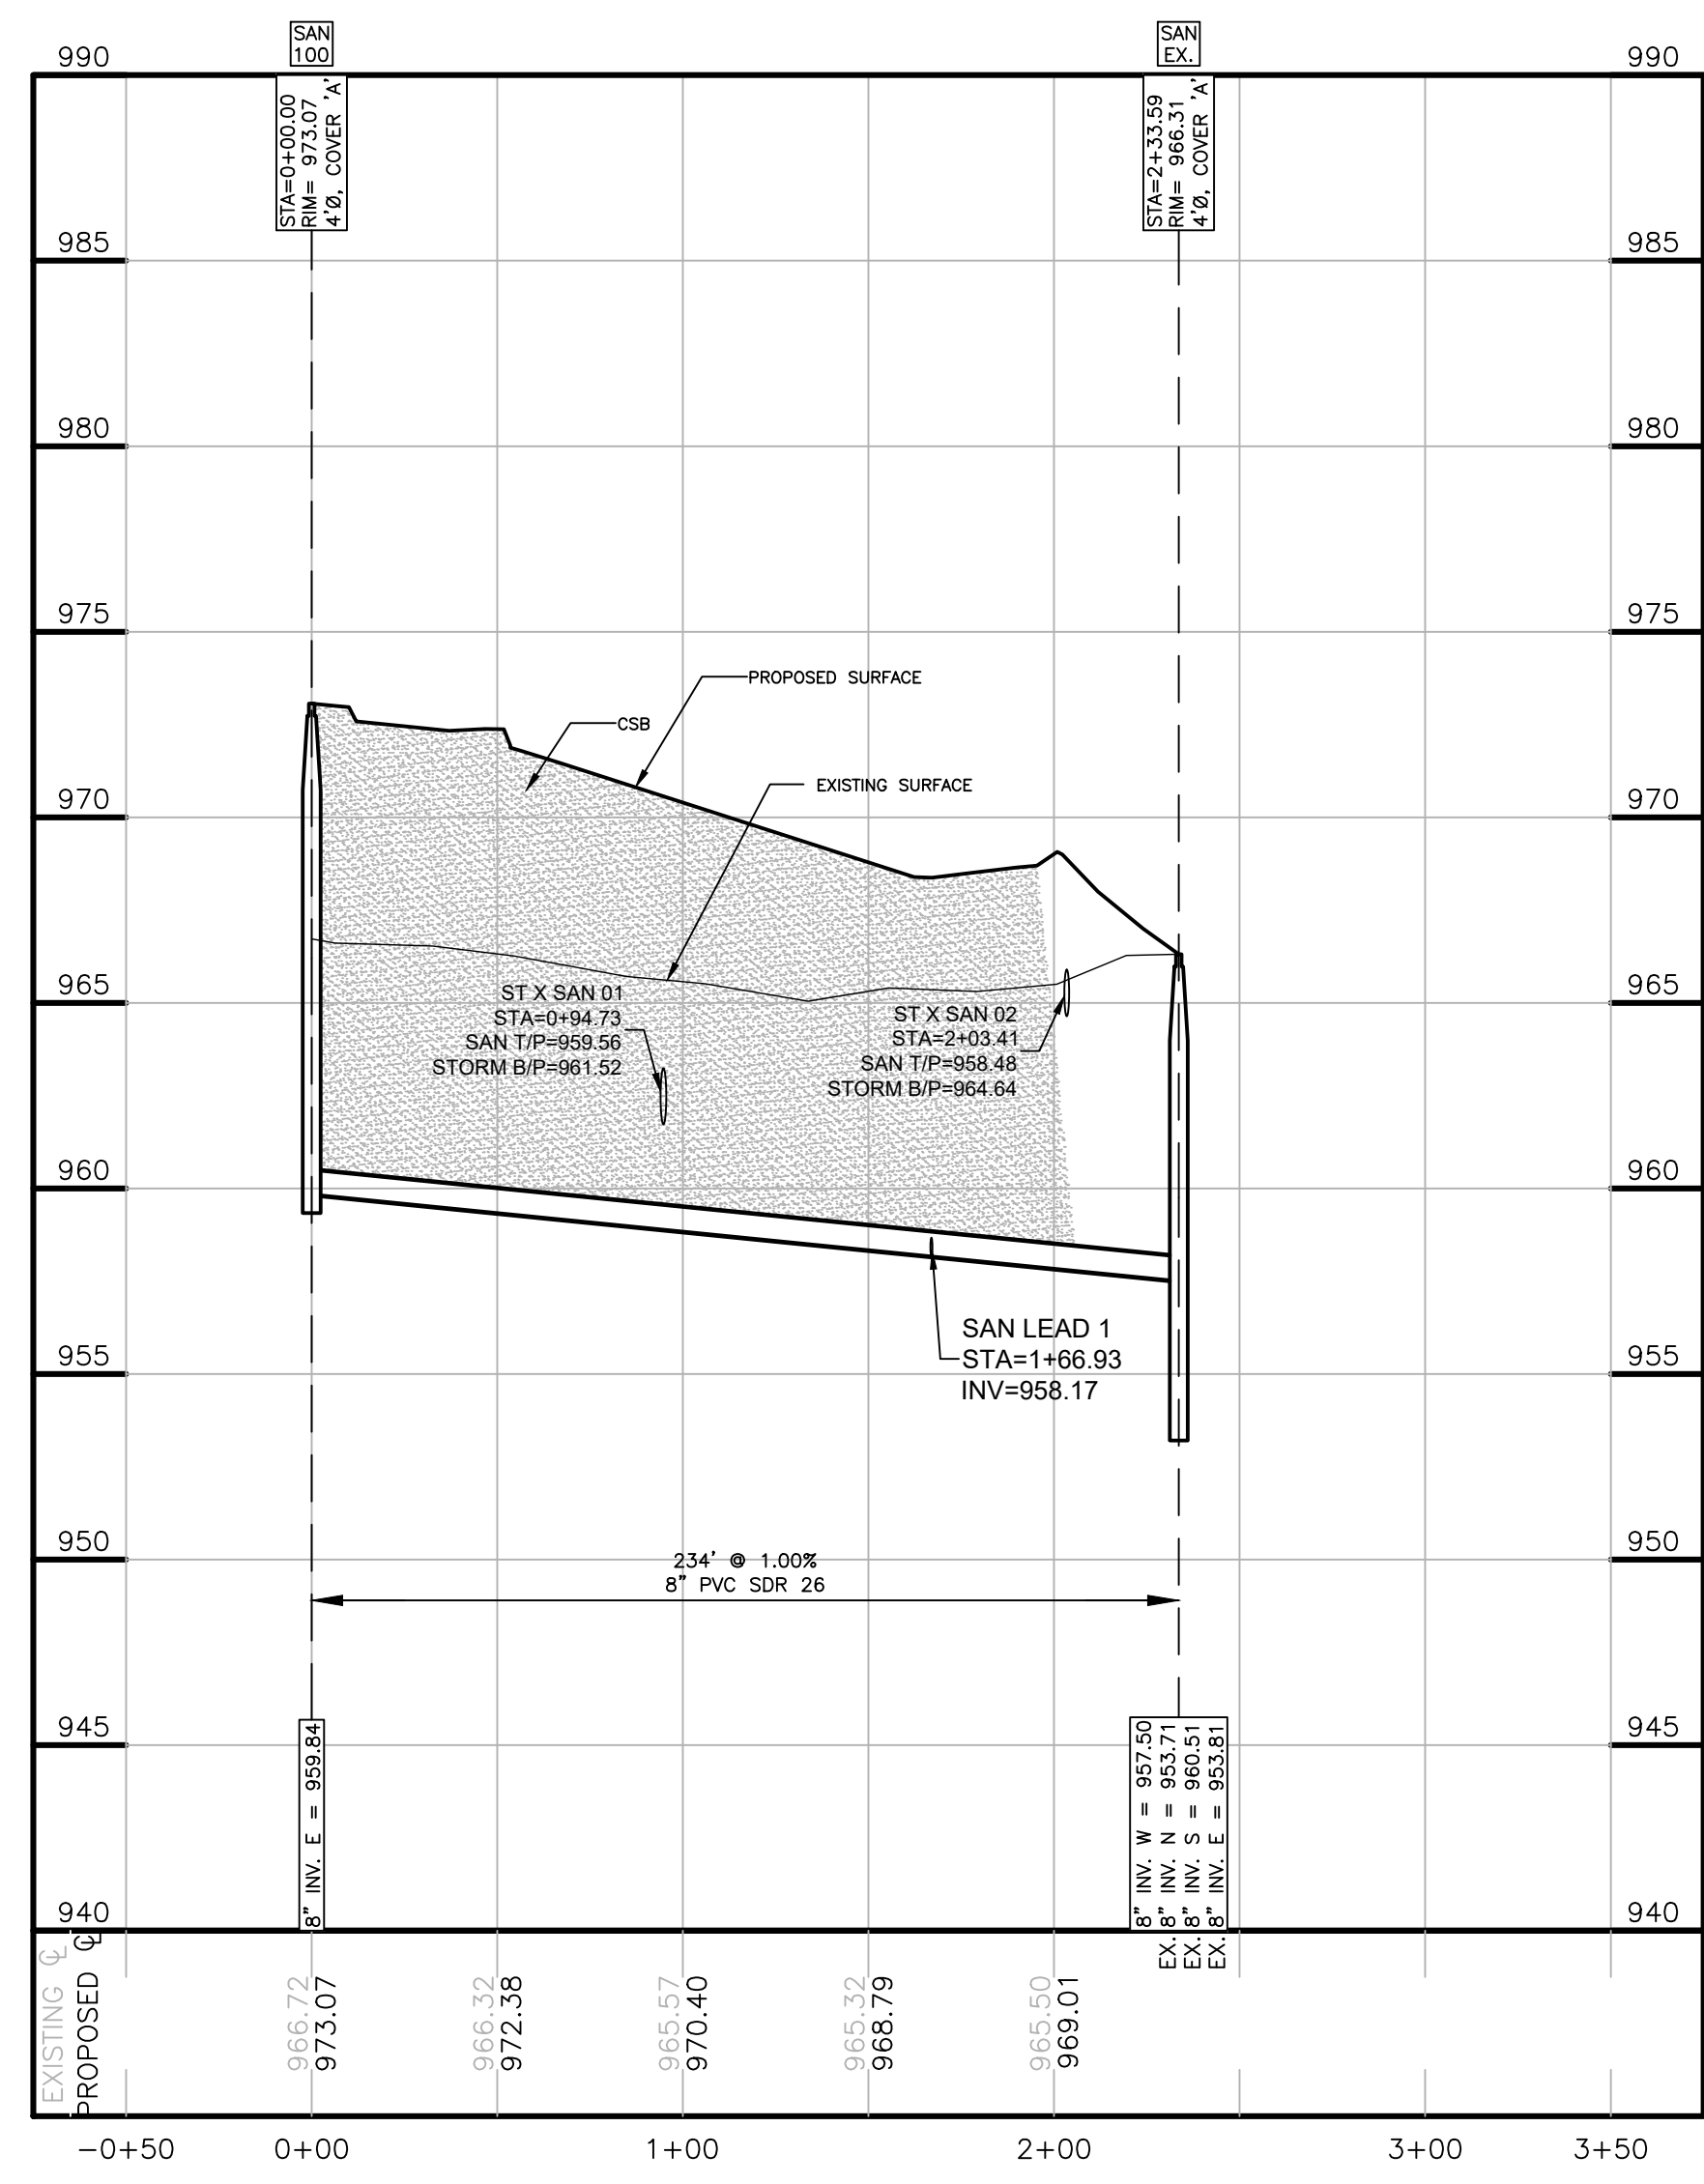 SAN
100
SAN
EX.
990
990
STA=0+00.00
RIM= 973.07
4'Ø, COVER 'A'
STA=2+33.59
RIM= 966.31
4'Ø, COVER 'A'
985
985
980
980
975
975
PROPOSED SURFACE
CSB
EXISTING SURFACE
970
970
965
965
ST X SAN 01
STA=0+94.73
SAN T/P=959.56
STORM B/P=961.52
ST X SAN 02
STA=2+03.41
SAN T/P=958.48
STORM B/P=964.64
960
960
SAN LEAD 1
STA=1+66.93
INV=958.17
955
955
950
950
234' @ 1.00%
8" PVC SDR 26
945
945
8" INV. E = 959.84
8" INV. W = 957.50
EX. 8" INV. N = 953.71
EX. 8" INV. S = 960.51
EX. 8" INV. E = 953.81
940
940
EXISTING ℄
PROPOSED ℄
966.72
973.07
966.32
972.38
965.57
970.40
965.32
968.79
965.50
969.01
-0+50
0+00
1+00
2+00
3+00
3+50